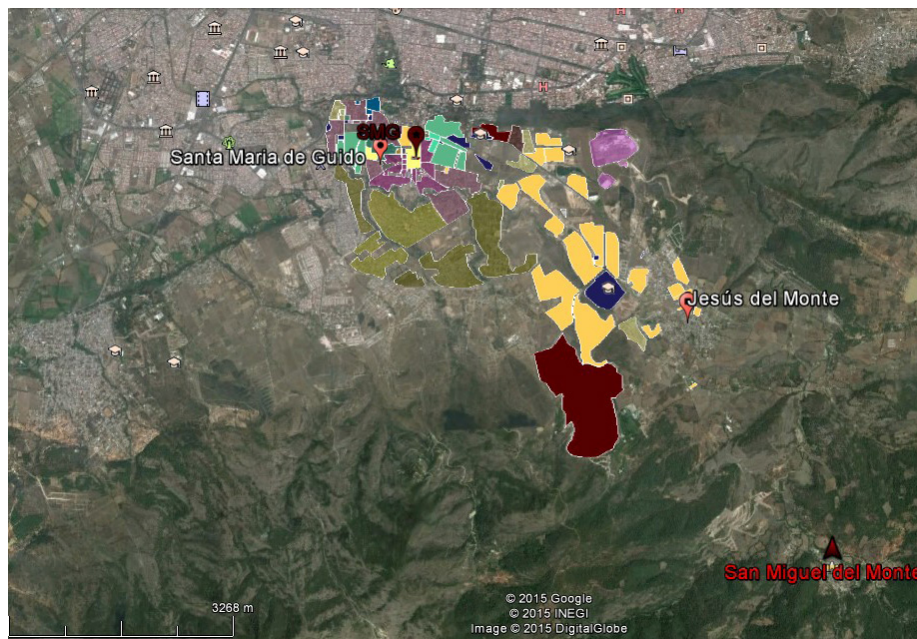 SMG
Santa Maria de Guido
Jesús del Monte
San Miguel del Monte
3268 m
© 2015 Google
© 2015 INEGI
Image © 2015 DigitalGlobe